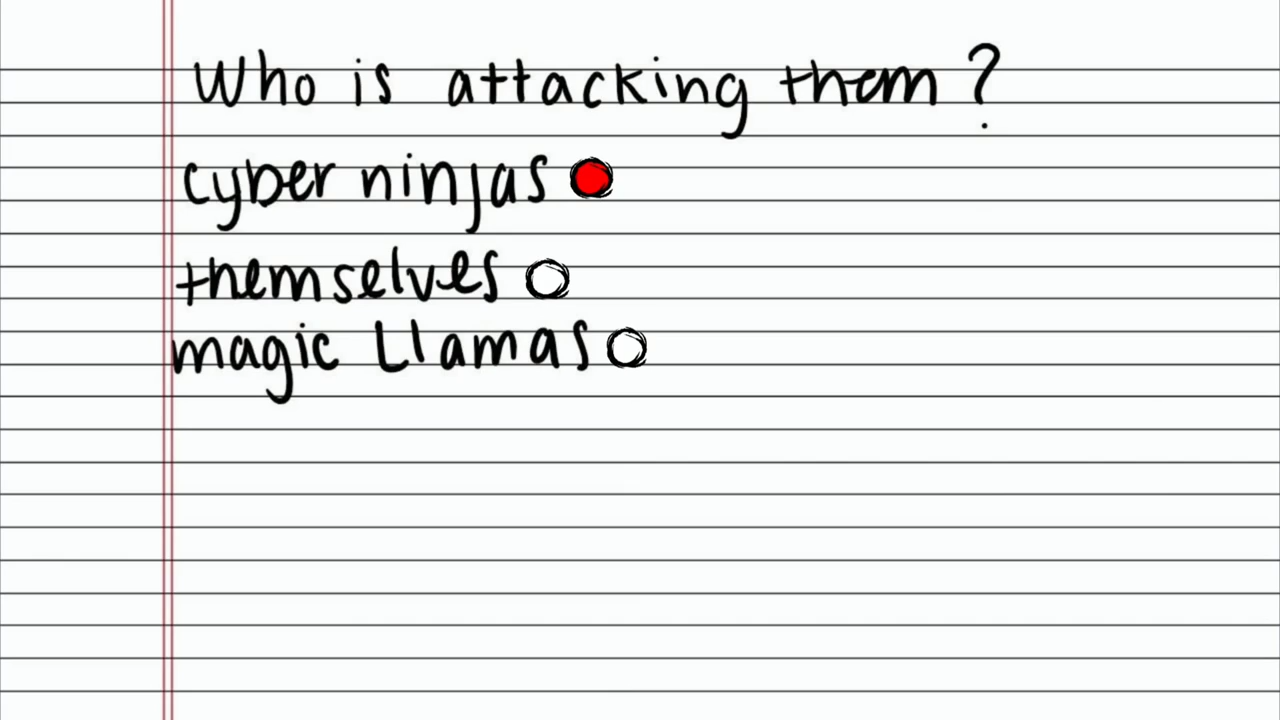 Who is attacking them?
cyber ninjas
themselves
magic Llamas